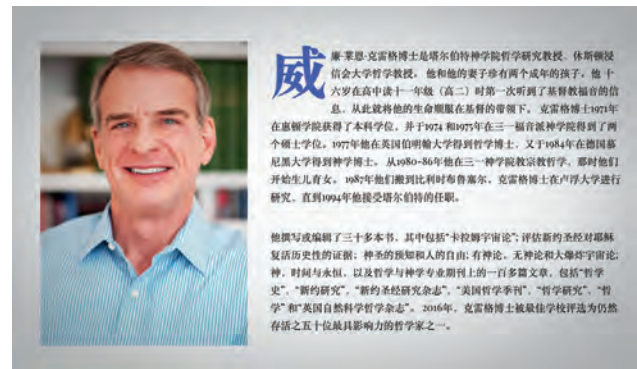 威廉·莱恩·克雷格博士是塔尔伯特神学院哲学研究教授、休斯顿浸
信会大学哲学教授。 他和他的妻子珍有两个成年的孩子。他 十
六岁在高中读十一年级（高二）时第一次听到了基督教福音的信
息，从此就将他的生命顺服在基督的带领下。 克雷格博士1971年
在惠顿学院获得了本科学位，并于1974 和1975年在三一福音派神学院得到了两
个硕士学位。1977年他在英国伯明翰大学得到哲学博士，又于1984年在德国慕
尼黑大学得到神学博士。从1980-86年他在三一神学院教宗教哲学，那时他们
开始生儿育女。 1987年他们搬到比利时布鲁塞尔，克雷格博士在卢浮大学进行
研究，直到1994年他接受塔尔伯特的任职。
他撰写或编辑了三十多本书，其中包括“卡拉姆宇宙论”; 评估新约圣经对耶稣
复活历史性的证据; 神圣的预知和人的自由; 有神论，无神论和大爆炸宇宙论;
神，时间与永恒，以及哲学与神学专业期刊上的一百多篇文章，包括“哲学
史”，“新约研究”，“新约圣经研究杂志”，“美国哲学季刊”，“哲学研究”，“哲
学” 和“英国自然科学哲学杂志”。 2016年，克雷格博士被最佳学校评选为仍然
存活之五十位最具影响力的哲学家之一。